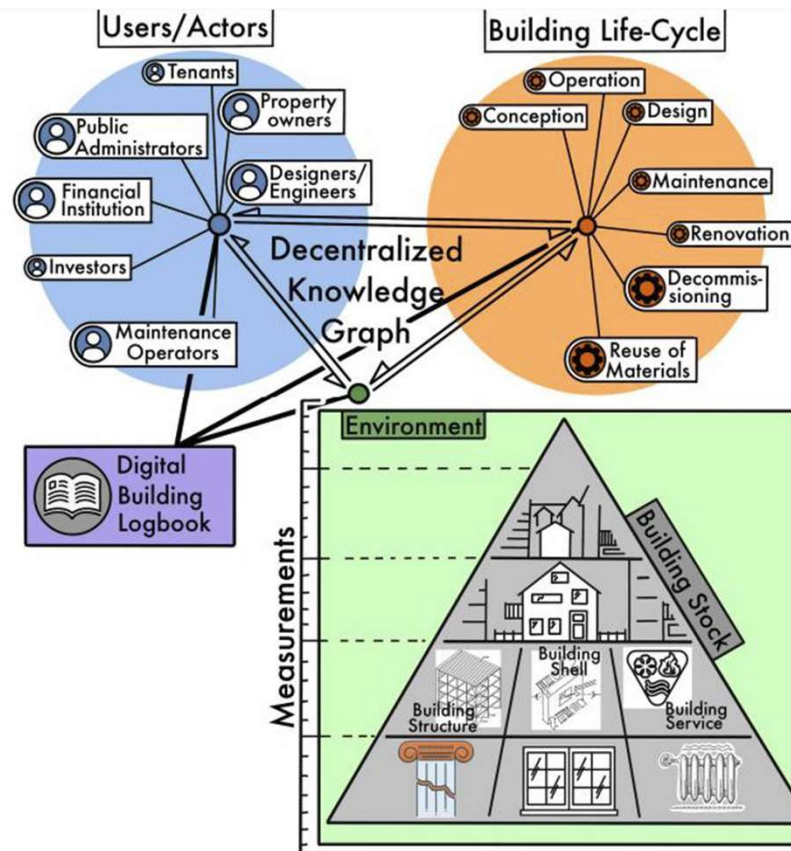 Users/Actors
Building Life-Cycle
Tenants
Property
owners
Public
Administrators
Designers/
Engineers
Financial
Institution
Investors
Maintenance
Operators
Operation
Conception
Design
Maintenance
Renovation
Decommis-
sioning
Reuse of
Materials
Decentralized
Knowledge
Graph
Digital
Building
Logbook
Environment
Measurements
Building Stock
Building
Structure
Building
Shell
Building
Service